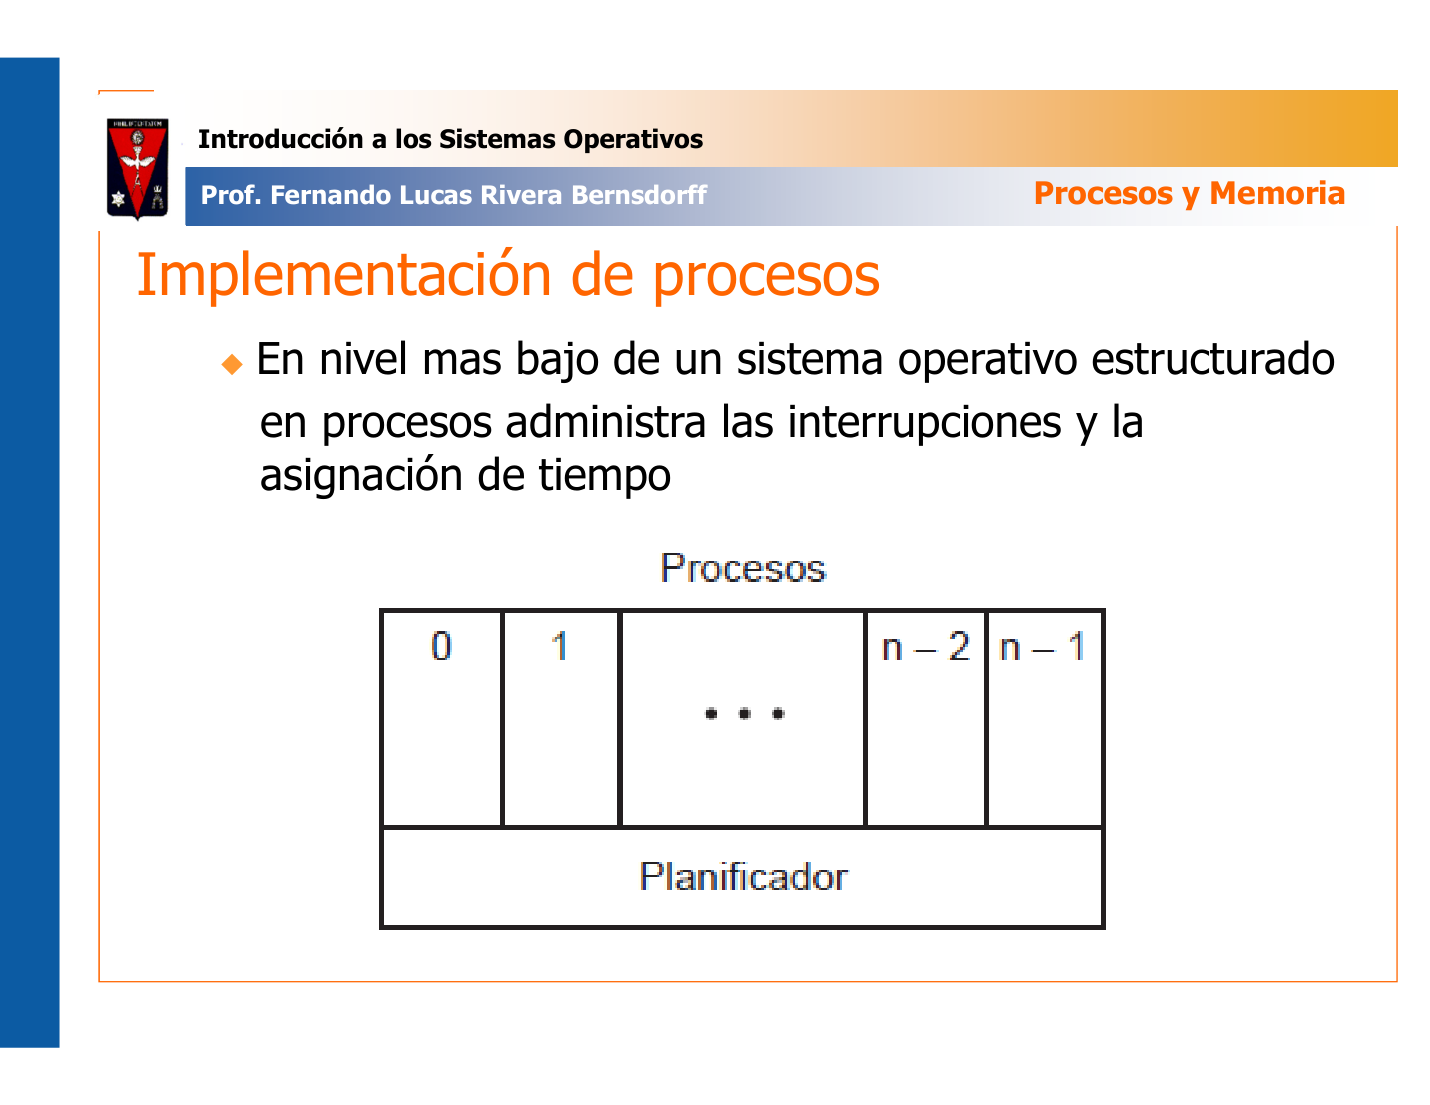 Introducción a los Sistemas Operativos
Prof. Fernando Lucas Rivera Bernsdorff
Procesos y Memoria
Implementación de procesos
En nivel mas bajo de un sistema operativo estructurado
en procesos administra las interrupciones y la
asignación de tiempo
Procesos
0 1 • • • n – 2 n – 1
Planificador